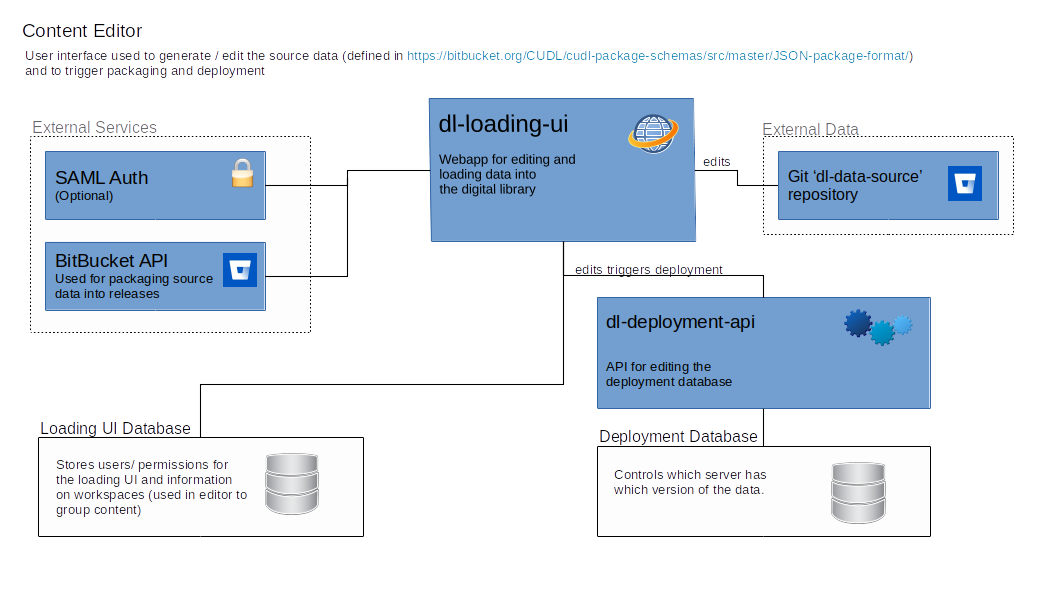 Content Editor
User interface used to generate / edit the source data (defined in https://bitbucket.org/CUDL/cudl-package-schemas/src/master/JSON-package-format/)
and to trigger packaging and deployment
External Services
SAML Auth
(Optional)
BitBucket API
Used for packaging source
data into releases
dl-loading-ui
Webapp for editing and
loading data into
the digital library
edits
External Data
Git ‘dl-data-source’
repository
edits triggers deployment
dl-deployment-api
API for editing the
deployment database
Loading UI Database
Stores users/ permissions for
the loading UI and information
on workspaces (used in editor to
group content)
Deployment Database
Controls which server has
which version of the data.